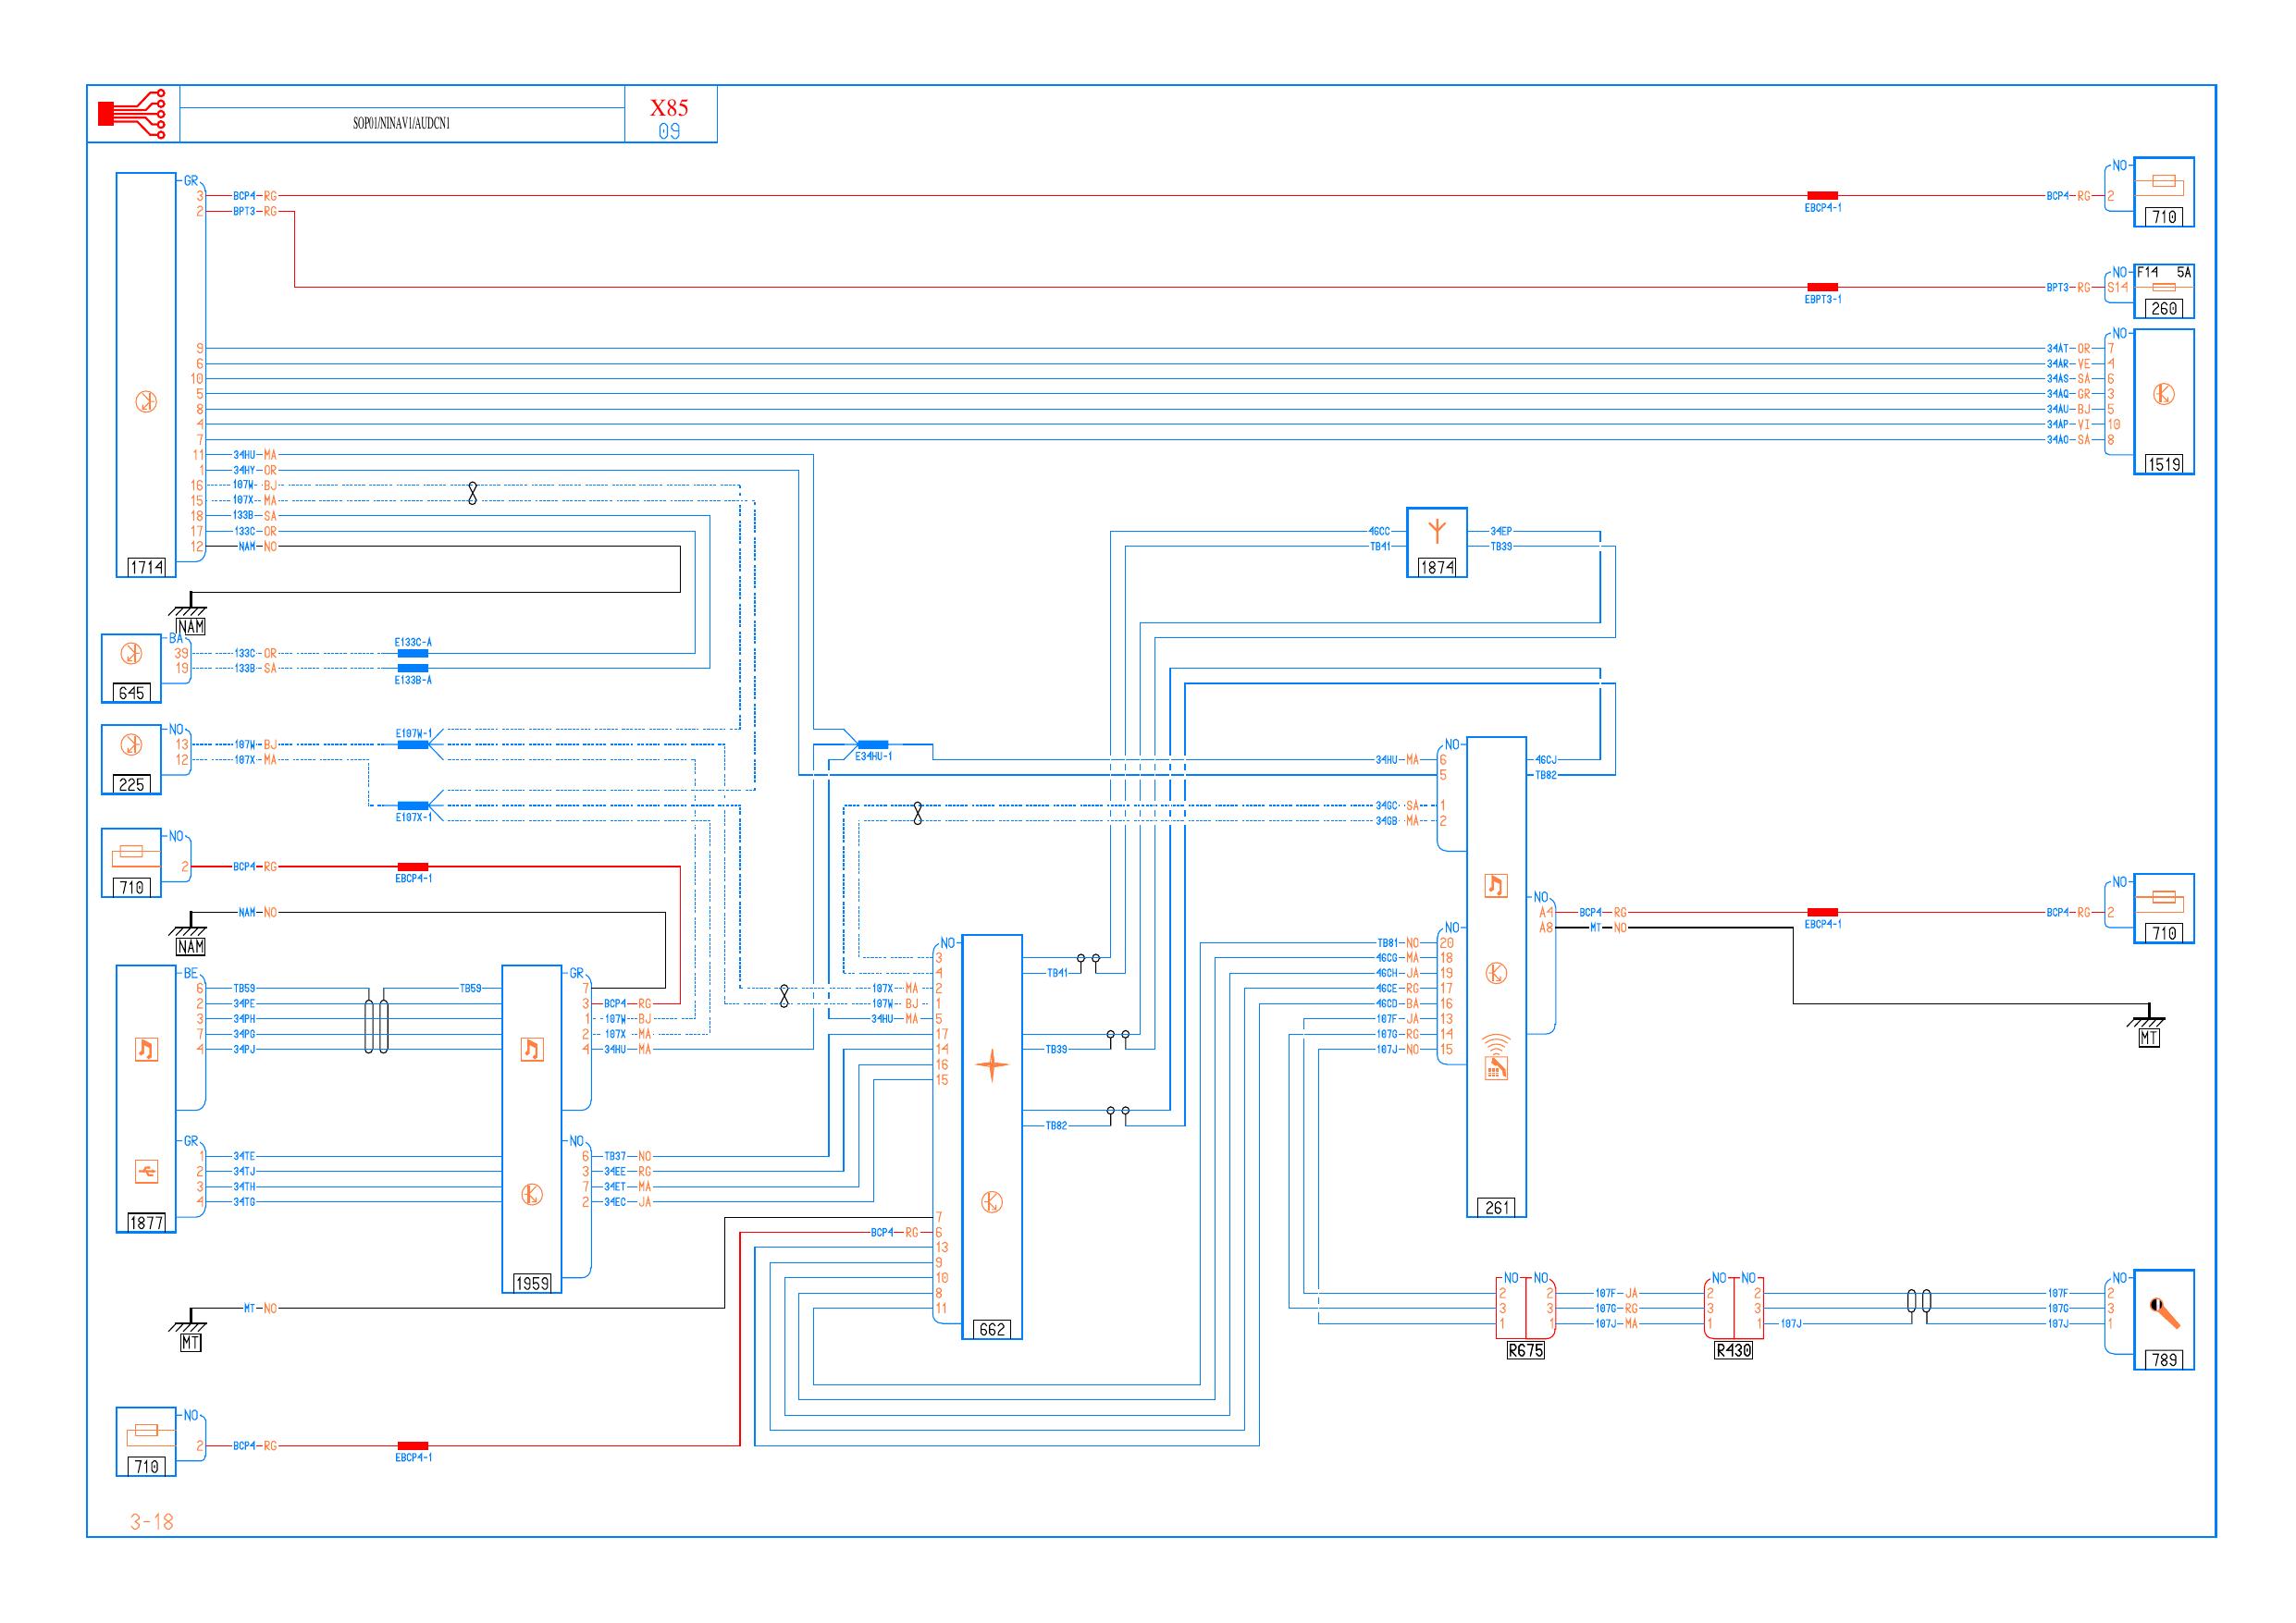 SOP01/NINAV1/AUDCN1
X85
09
GR
3 BCP4 RG
2 BPT3 RG
9
6
10
5
8
4
7
11 34HU MA
1 34HY OR
16 107W BJ
15 107X MA
18 133B SA
17 133C OR
12 NAM NO
1714
NAM
EBCP4-1
BCP4 RG 2
NO
710
EBPT3-1
BPT3 RG S14
NO F14 5A
260
NO
34AT OR 7
34AR VE 4
34AS SA 6
34AQ GR 3
34AU BJ 5
34AP VI 10
34AO SA 8
1519
BA
39 133C OR
19 133B SA
645
E133C-A
E133B-A
NO
13 107W BJ
12 107X MA
225
E107W-1
E107X-1
NO
2 BCP4 RG
710
EBCP4-1
NAM NO
NAM
46CC
TB41
1874
34EP
TB39
E34HU-1
NO
34HU MA 6
5
34GC SA 1
34GB MA 2
46CJ
TB82
NO
A4 BCP4 RG
A8 MT NO
EBCP4-1
BCP4 RG 2
NO
710
MT
NO
TB81 NO 20
46CG MA 18
46CH JA 19
46CE RG 17
46CD BA 16
107F JA 13
107G RG 14
107J NO 15
261
BE
6 TB59
2 34PE
3 34PH
7 34PG
4 34PJ
TB59
GR
1 34TE
2 34TJ
3 34TH
4 34TG
1877
GR
7
3 BCP4 RG
1 107W BJ
2 107X MA
4 34HU MA
NO
6 TB37 NO
3 34EE RG
7 34ET MA
2 34EC JA
1959
NO
3
4
107X MA 2
107W BJ 1
34HU MA 5
17
14
16
15
7
BCP4 RG 6
13
9
10
8
11
662
TB41
TB39
TB82
MT NO
MT
NO
2 BCP4 RG
710
EBCP4-1
NO NO
2 2 107F JA
3 3 107G RG
1 1 107J MA
R675
NO NO
2 2
3 3
1 1 107J
R430
NO
107F 2
107G 3
107J 1
789
3-18